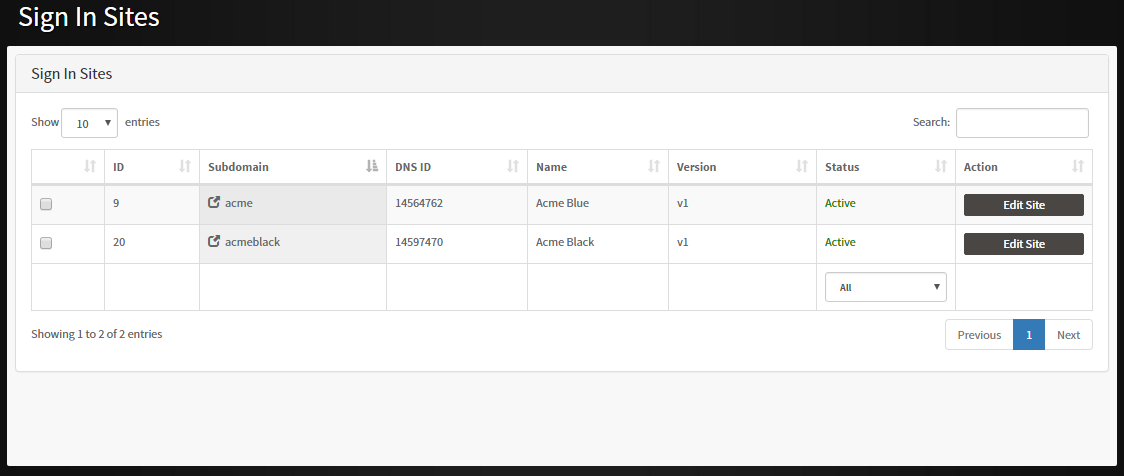 Sign In Sites
Sign In Sites
Show 10 entries Search:
ID Subdomain DNS ID Name Version Status Action
9 acme 14564762 Acme Blue v1 Active Edit Site
20 acmeblack 14597470 Acme Black v1 Active Edit Site
All
Showing 1 to 2 of 2 entries Previous 1 Next